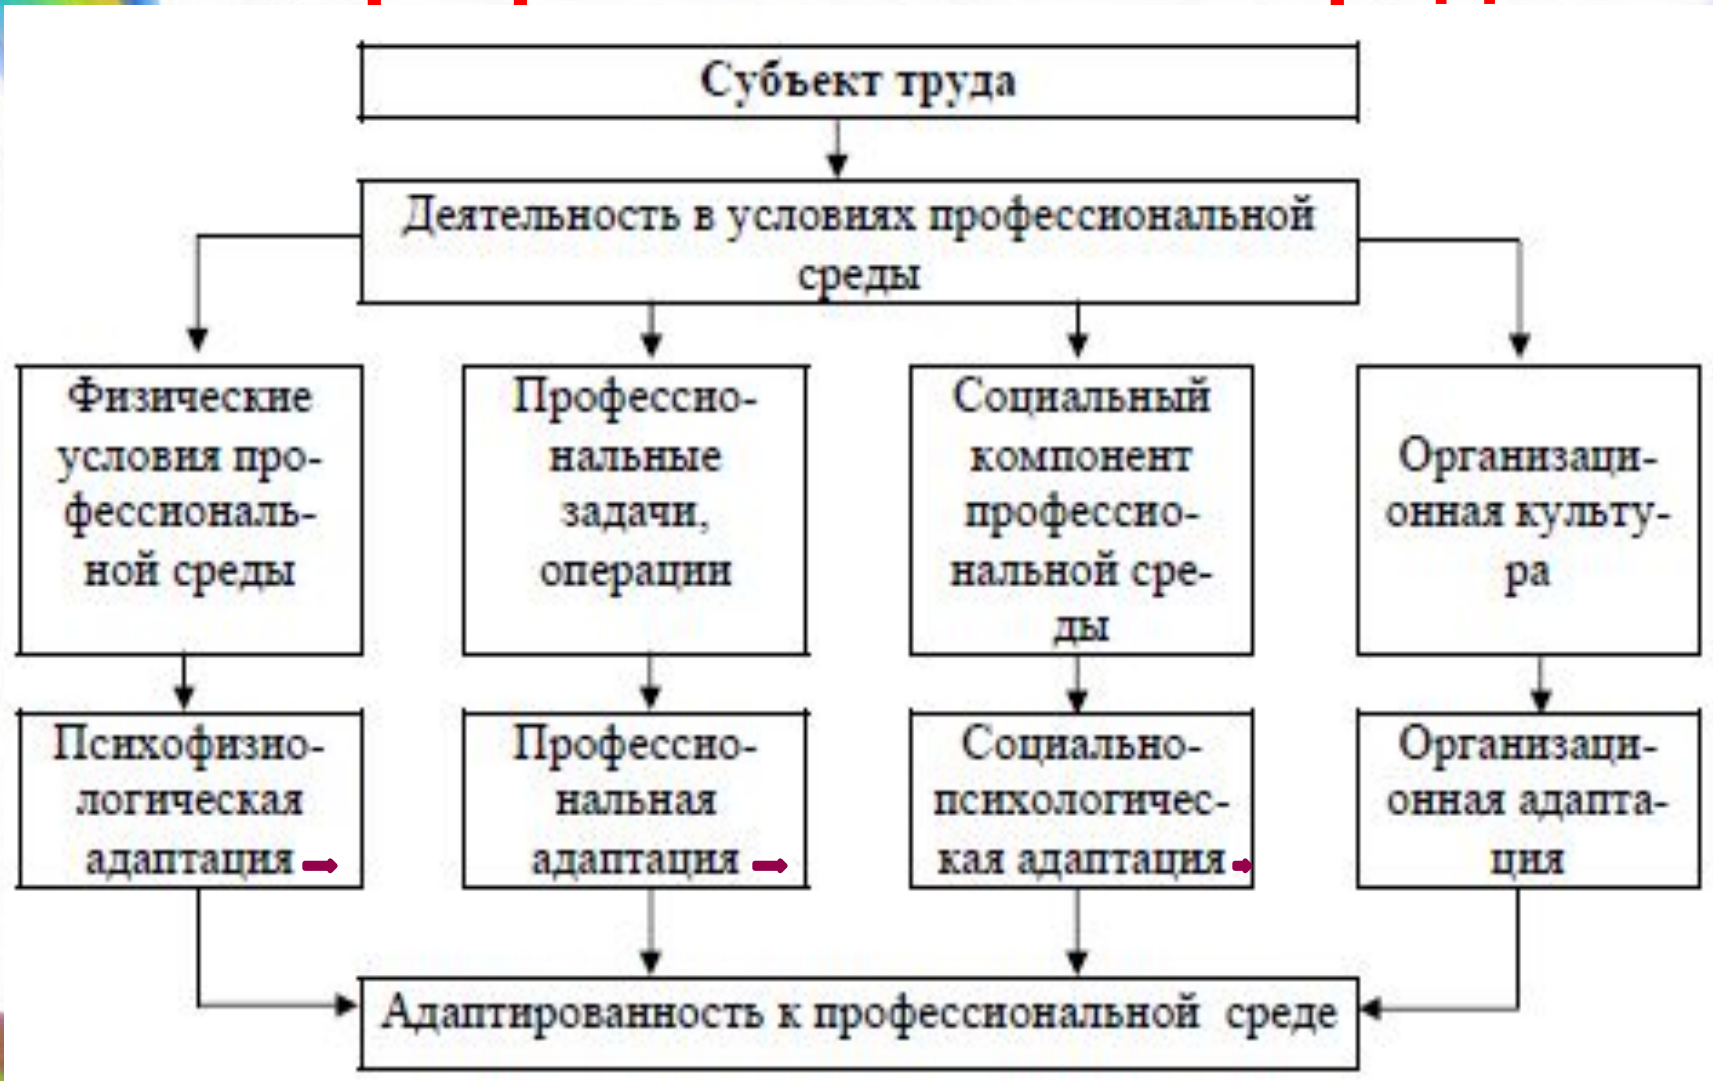 Субъект труда
Деятельность в условиях профессиональной
среды
Физические
условия про-
фессиональ-
ной среды
Профессио-
нальные
задачи,
операции
Социальный
компонент
профессио-
нальной сре-
ды
Организаци-
онная культу-
ра
Психофизио-
логическая
адаптация
Профессио-
нальная
адаптация
Социально-
психологичес-
кая адаптация
Организаци-
онная адапта-
ция
Адаптированность к профессиональной среде